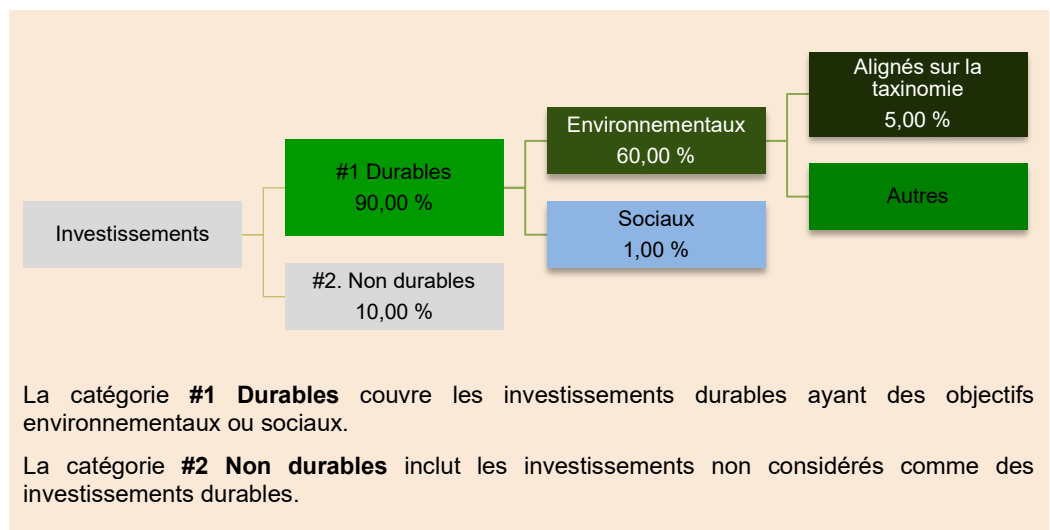 Investissements
#1 Durables
90,00 %
#2. Non durables
10,00 %
Environnementaux
60,00 %
Sociaux
1,00 %
Alignés sur la
taxinomie
5,00 %
Autres
La catégorie #1 Durables couvre les investissements durables ayant des objectifs
environnementaux ou sociaux.
La catégorie #2 Non durables inclut les investissements non considérés comme des
investissements durables.